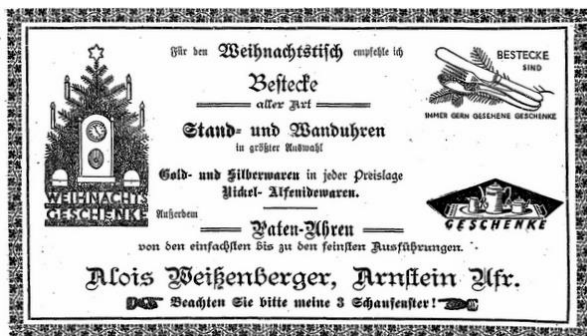 Für den Weihnachtstisch empfehle ich
Bestecke
aller Art
Stand- und Wanduhren
in größter Auswahl
Gold- und Silberwaren in jeder Preislage
Nickel- Alfenidewaren.
Außerdem
Paten-Uhren
von den einfachsten bis zu den feinsten Ausführungen.
Alois Weißenberger, Arnstein Ufr.
Beachten Sie bitte meine 3 Schaufenster!
WEIHNACHTS
GESCHENKE
BESTECKE
SIND
IMMER GERN GESEHENE GESCHENKE
GESCHENKE